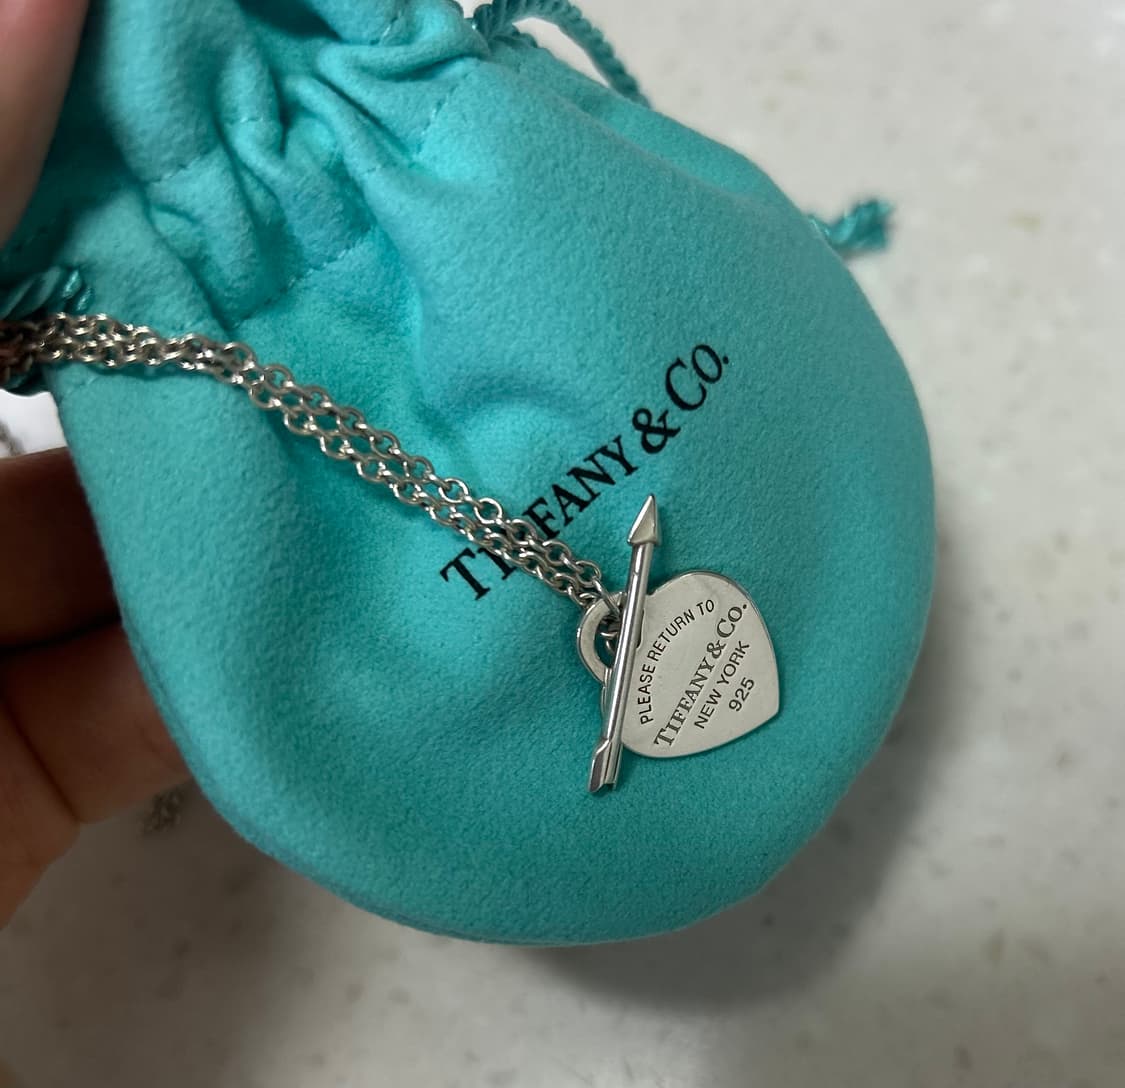 TIFFANY & CO.
PLEASE RETURN TO
TIFFANY & CO.
NEW YORK
925